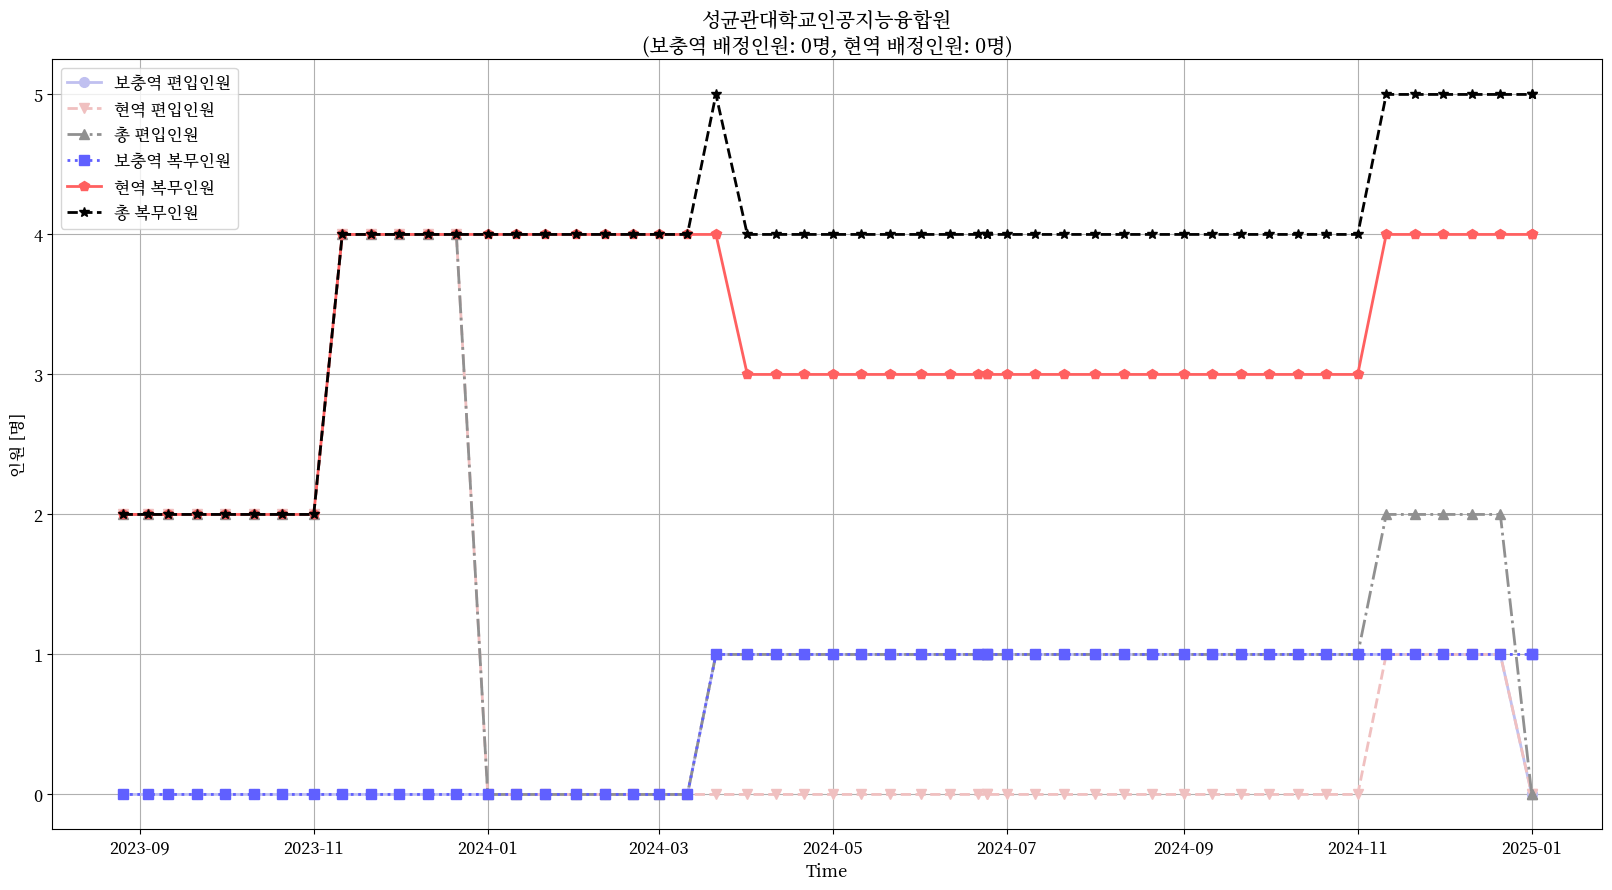 성균관대학교인공지능융합원
(보충역 배정인원: 0명, 현역 배정인원: 0명)
보충역 편입인원
현역 편입인원
총 편입인원
보충역 복무인원
현역 복무인원
총 복무인원
5
4
3
2
1
0
인원 [명]
2023-09
2023-11
2024-01
2024-03
2024-05
2024-07
2024-09
2024-11
2025-01
Time